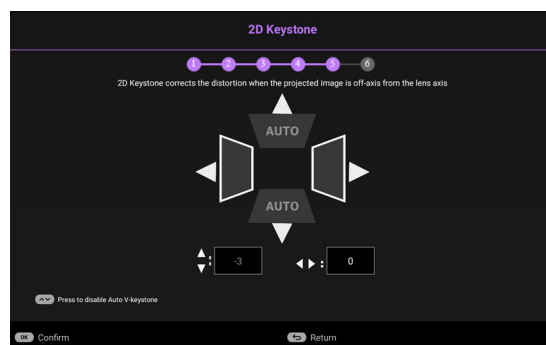 2D Keystone
1 2 3 4 5 6
2D Keystone corrects the distortion when the projected image is off-axis from the lens axis
AUTO
AUTO
: -3 : 0
Press to disable Auto V-keystone
OK Confirm Return